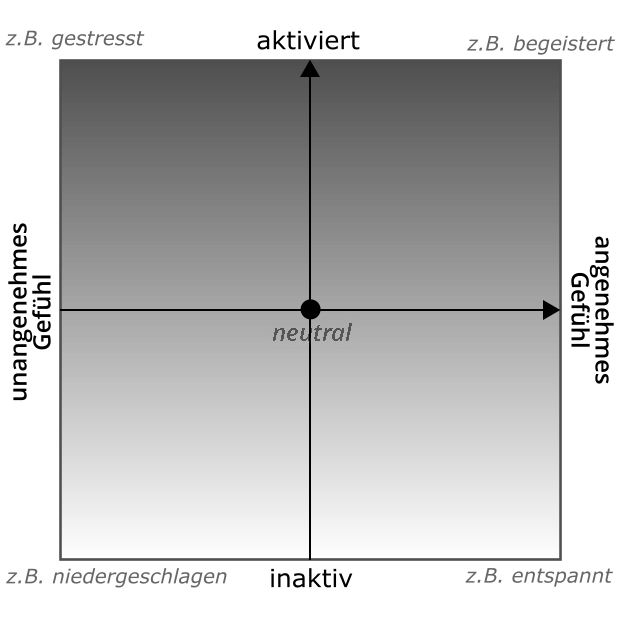 z.B. gestresst
aktiviert
z.B. begeistert
unangenehmes
Gefühl
angenehmes
Gefühl
neutral
z.B. niedergeschlagen
inaktiv
z.B. entspannt